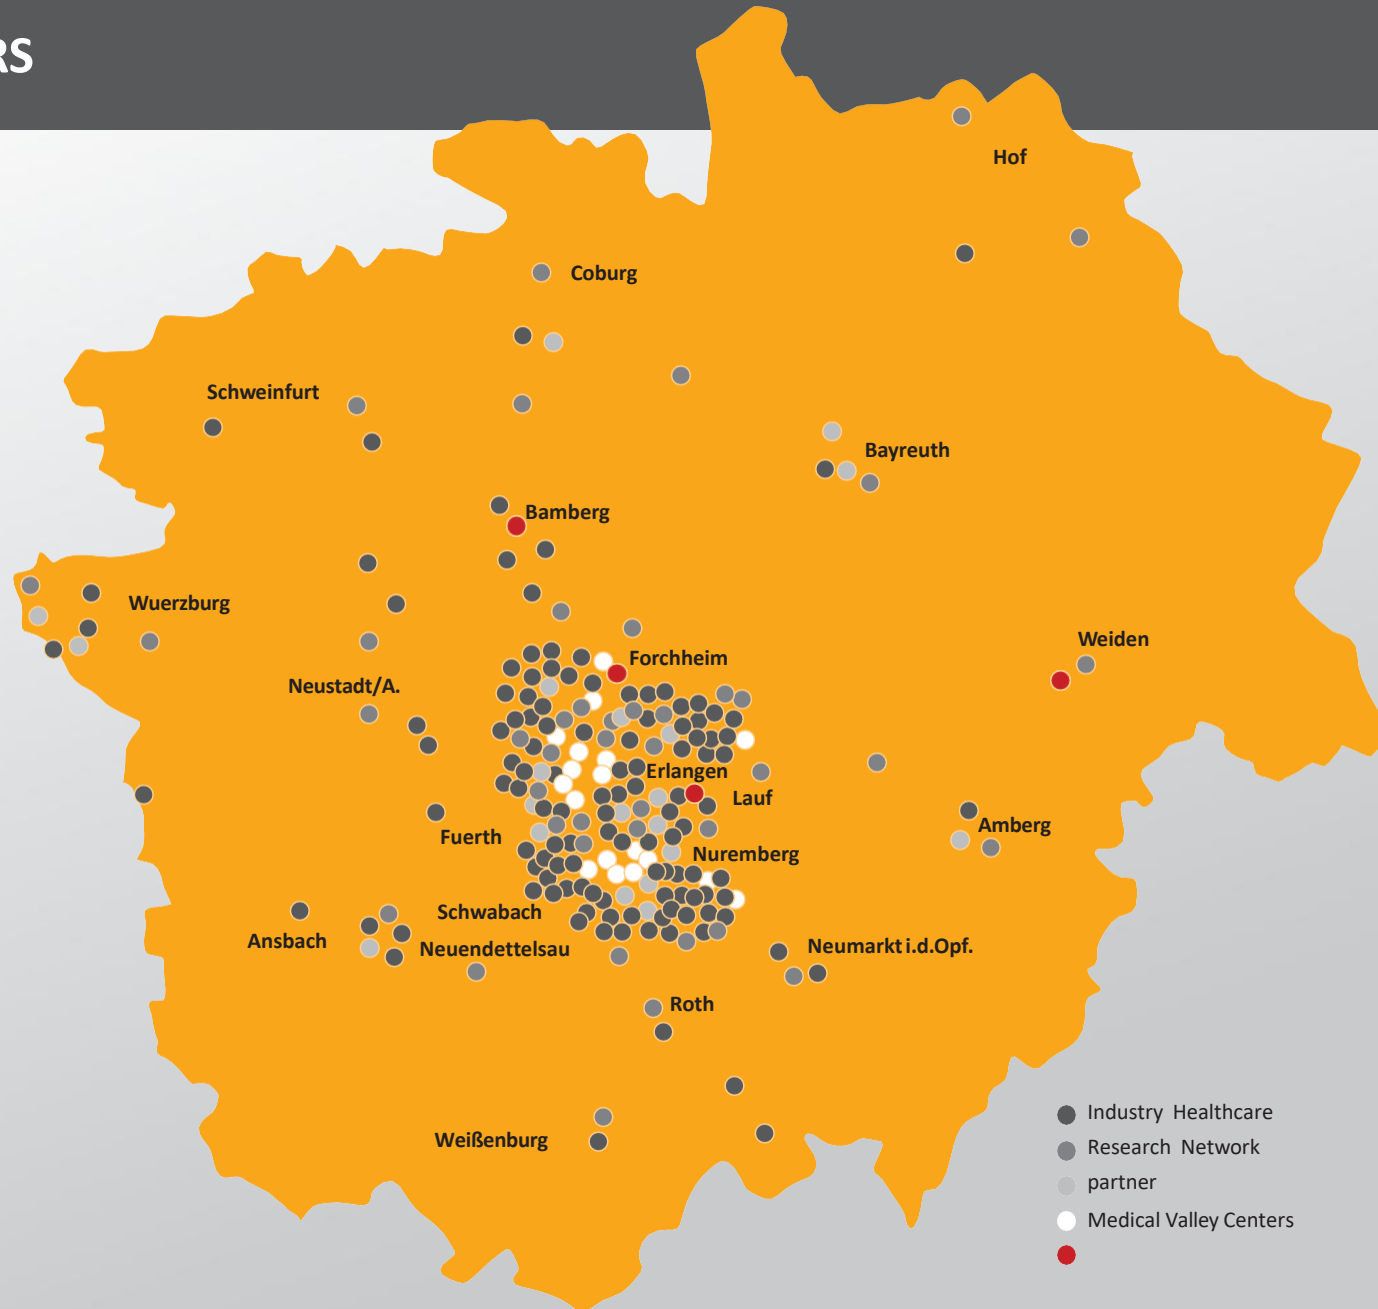 RS
Hof
Coburg
Schweinfurt
Bayreuth
Bamberg
Wuerzburg
Weiden
Forchheim
Neustadt/A.
Erlangen
Lauf
Amberg
Fuerth
Nuremberg
Schwabach
Ansbach
Neuendettelsau
Neumarkt i.d.Opf.
Roth
Weißenburg
Industry Healthcare
Research Network
partner
Medical Valley Centers